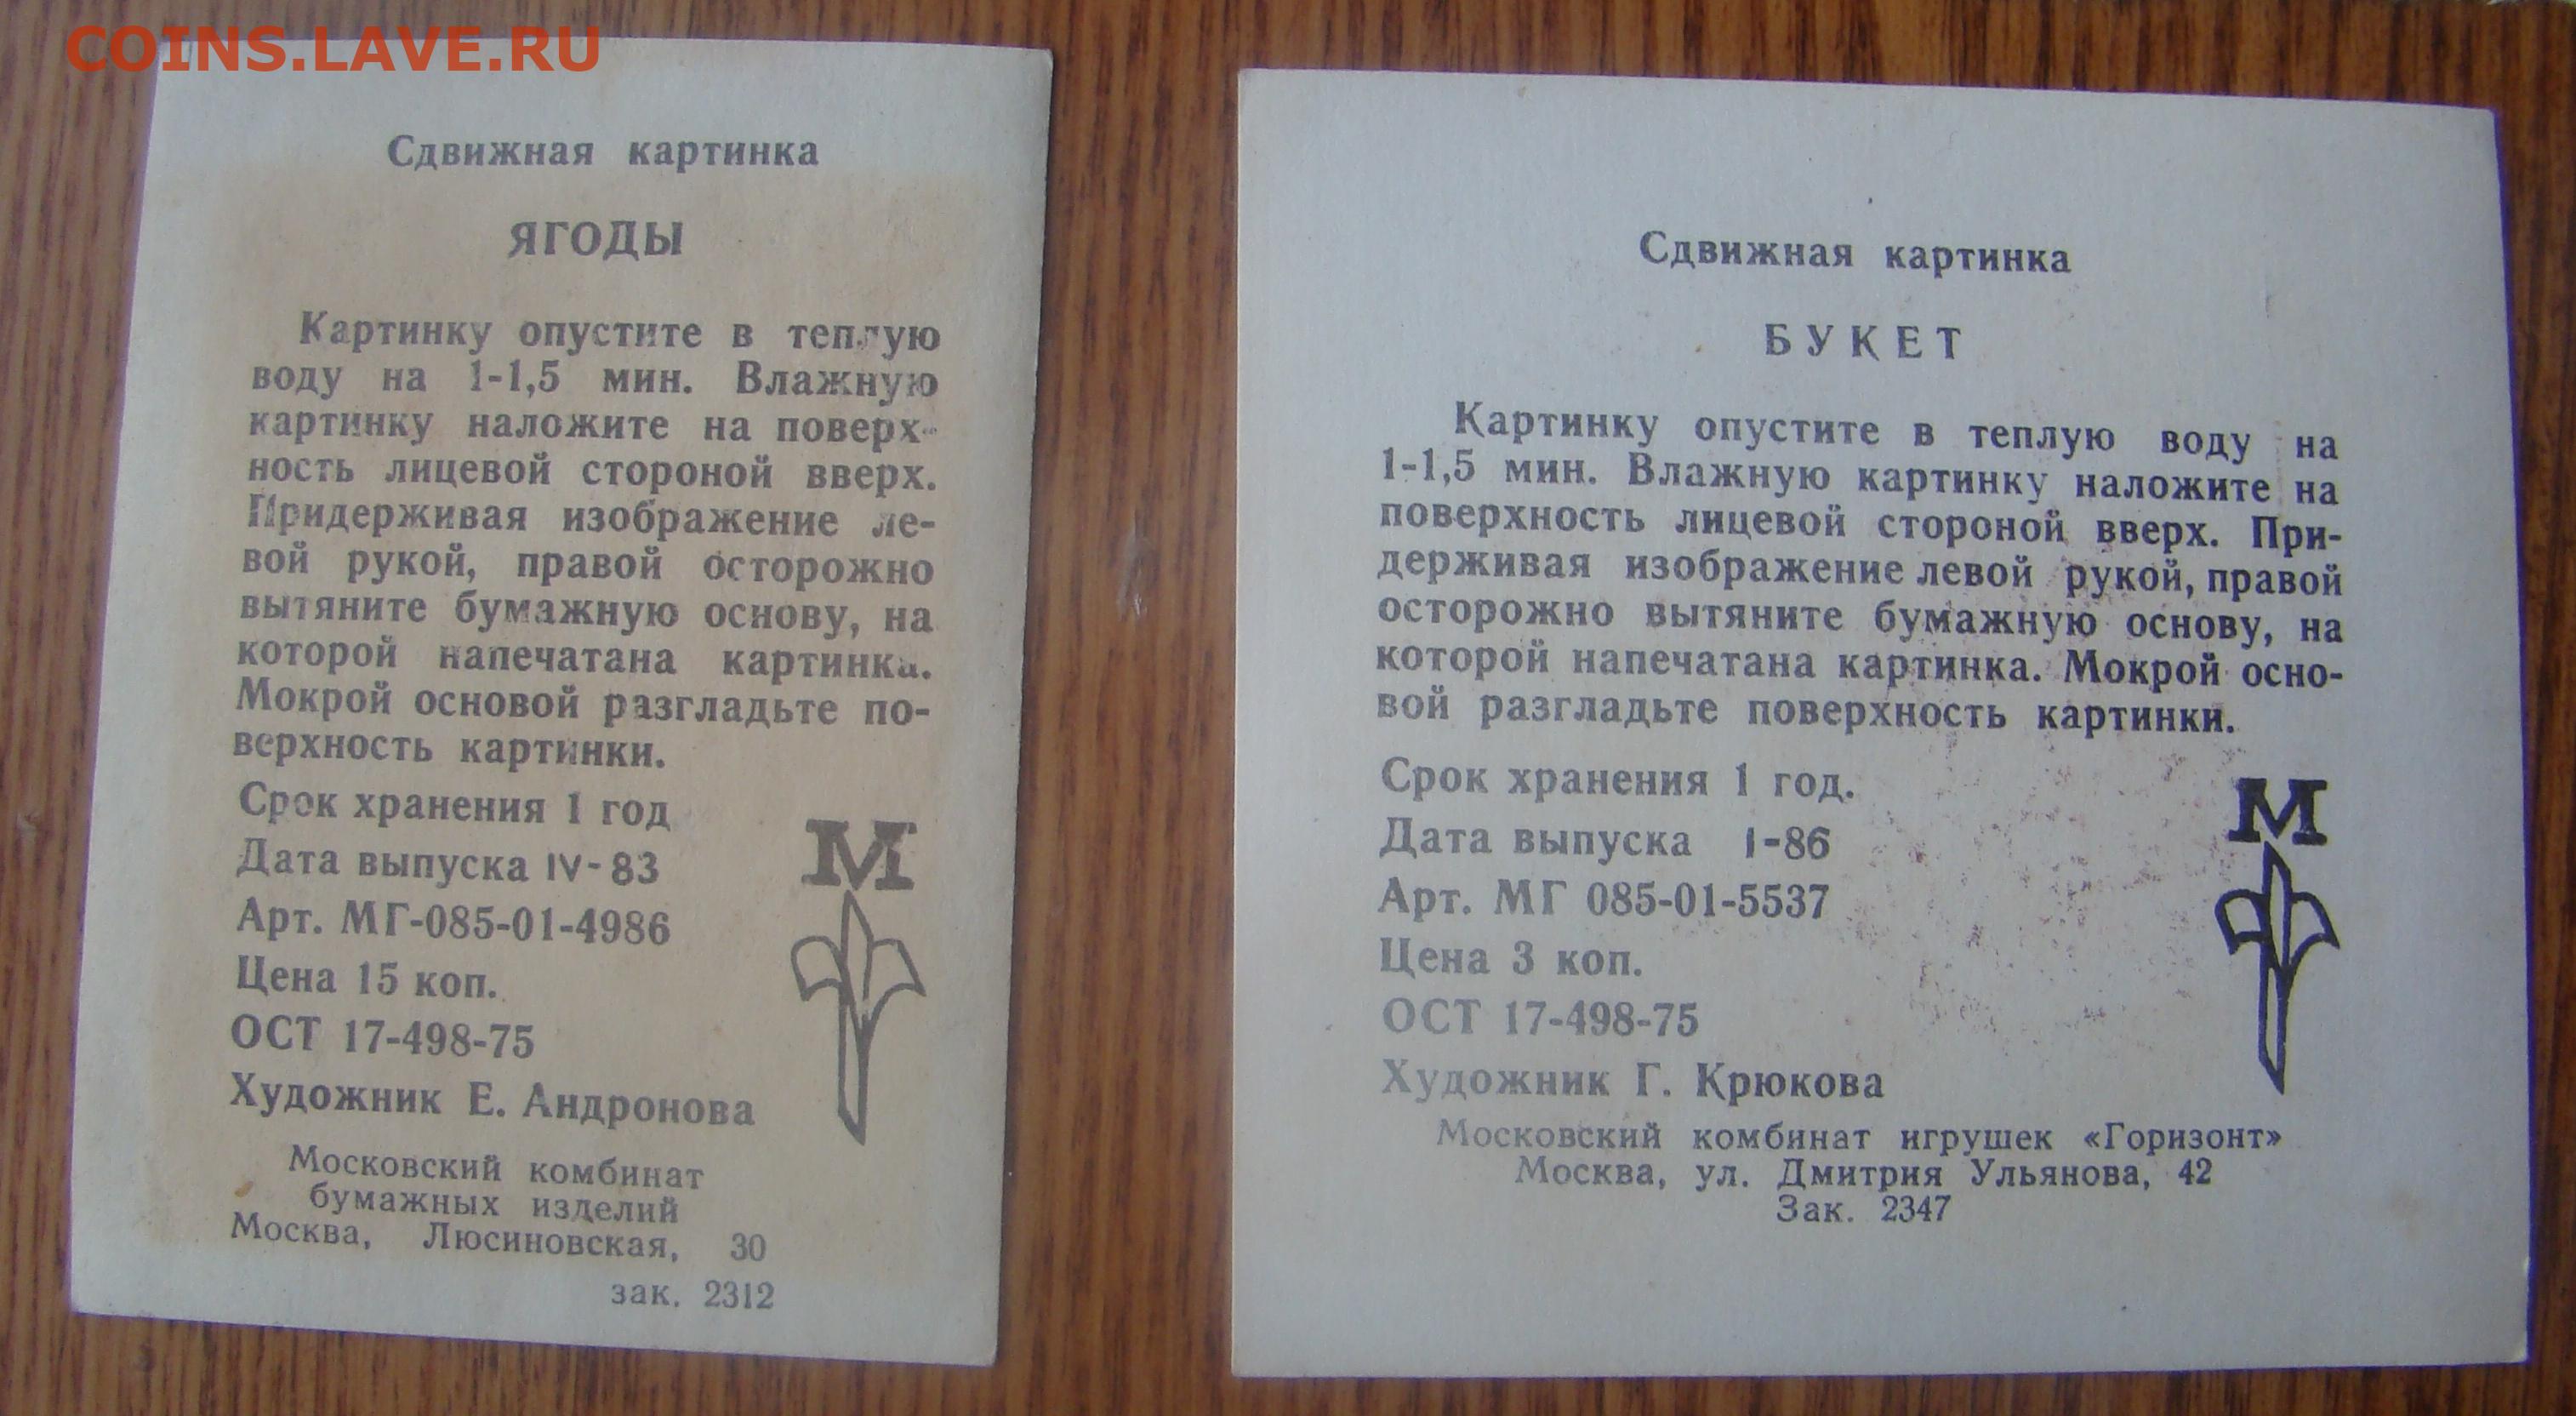 COINS.LAVE.RU
Сдвижная картинка
ЯГОДЫ
Картинку опустите в теплую
воду на 1-1,5 мин. Влажную
картинку наложите на поверх-
ность лицевой стороной вверх.
Придерживая изображение ле-
вой рукой, правой осторожно
вытяните бумажную основу, на
которой напечатана картинка.
Мокрой основой разгладьте по-
верхность картинки.
Срок хранения 1 год
Дата выпуска IV-83
Арт. МГ-085-01-4986
Цена 15 коп.
ОСТ 17-498-75
Художник Е. Андронова
М
Московский комбинат
бумажных изделий
Москва, Люсиновская, 30
зак. 2312
Сдвижная картинка
БУКЕТ
Картинку опустите в теплую воду на
1-1,5 мин. Влажную картинку наложите на
поверхность лицевой стороной вверх. При-
держивая изображение левой рукой, правой
осторожно вытяните бумажную основу, на
которой напечатана картинка. Мокрой осно-
вой разгладьте поверхность картинки.
Срок хранения 1 год.
Дата выпуска I-86
Арт. МГ 085-01-5537
Цена 3 коп.
ОСТ 17-498-75
Художник Г. Крюкова
М
Московский комбинат игрушек «Горизонт»
Москва, ул. Дмитрия Ульянова, 42
Зак. 2347